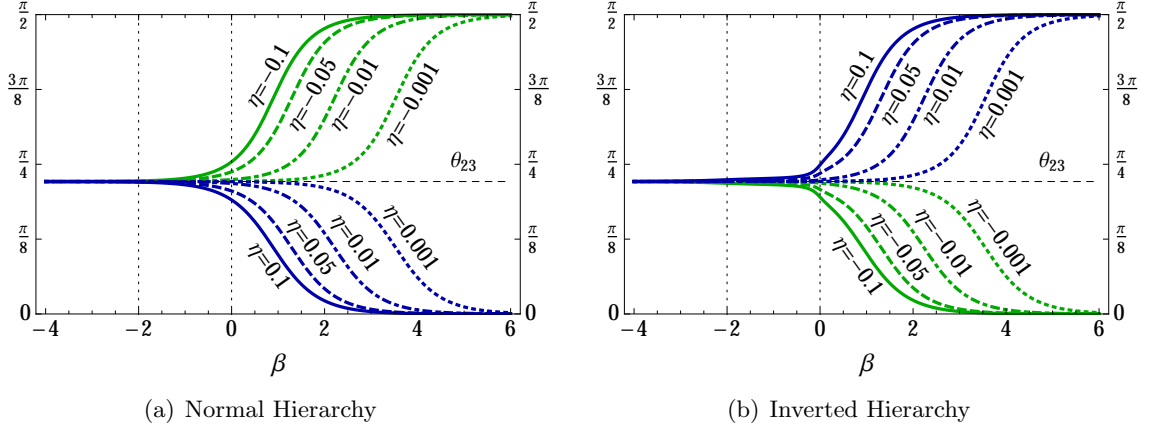 π/2
3π/8
π/4
π/8
0
η=−0.1
η=−0.05
η=−0.01
η=−0.001
θ23
η=0.001
η=0.01
η=0.05
η=0.1
π/2
3π/8
π/4
π/8
0
−4 −2 0 2 4 6
β
(a) Normal Hierarchy
π/2
3π/8
π/4
π/8
0
η=0.1
η=0.05
η=0.01
η=0.001
θ23
η=−0.001
η=−0.01
η=−0.05
η=−0.1
π/2
3π/8
π/4
π/8
0
−4 −2 0 2 4 6
β
(b) Inverted Hierarchy